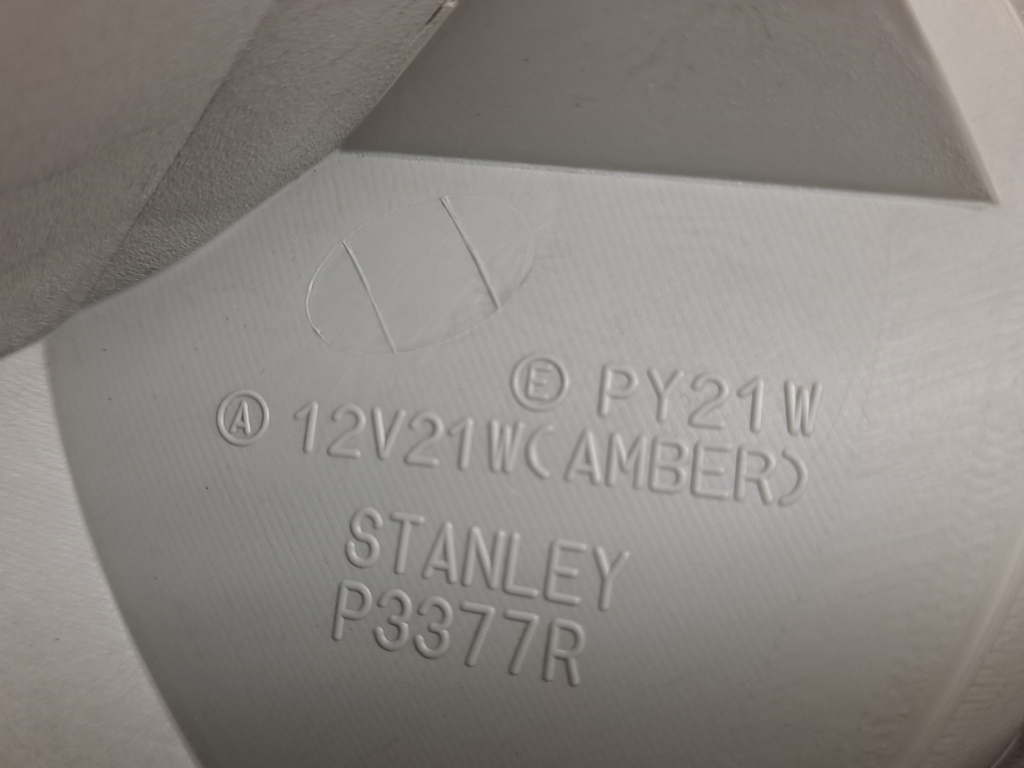 Ⓔ PY21W
Ⓐ 12V21W(AMBER)
STANLEY
P3377R